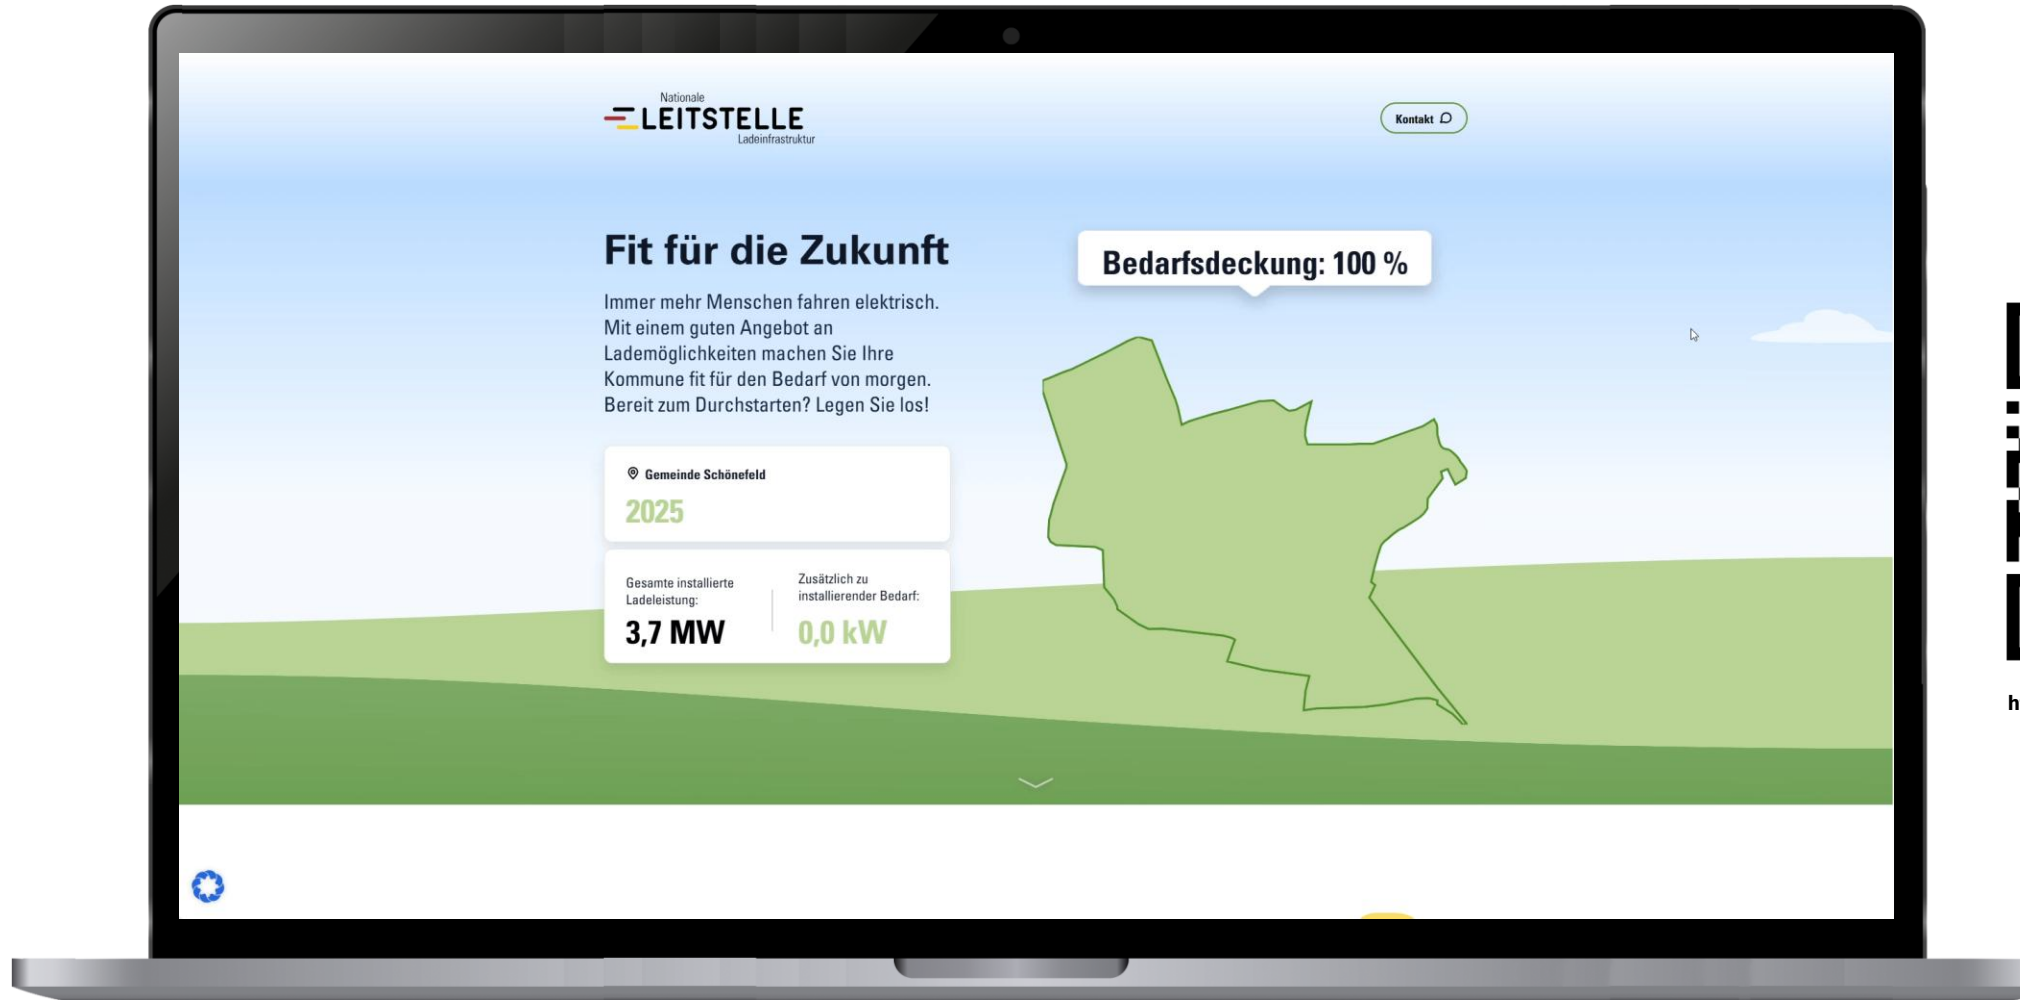 Nationale
LEITSTELLE
Ladeinfrastruktur
Kontakt
Fit für die Zukunft
Immer mehr Menschen fahren elektrisch.
Mit einem guten Angebot an
Lademöglichkeiten machen Sie Ihre
Kommune fit für den Bedarf von morgen.
Bereit zum Durchstarten? Legen Sie los!
Bedarfsdeckung: 100 %
Gemeinde Schönefeld
2025
Gesamte installierte
Ladeleistung:
3,7 MW
Zusätzlich zu
installierender Bedarf:
0,0 kW
h